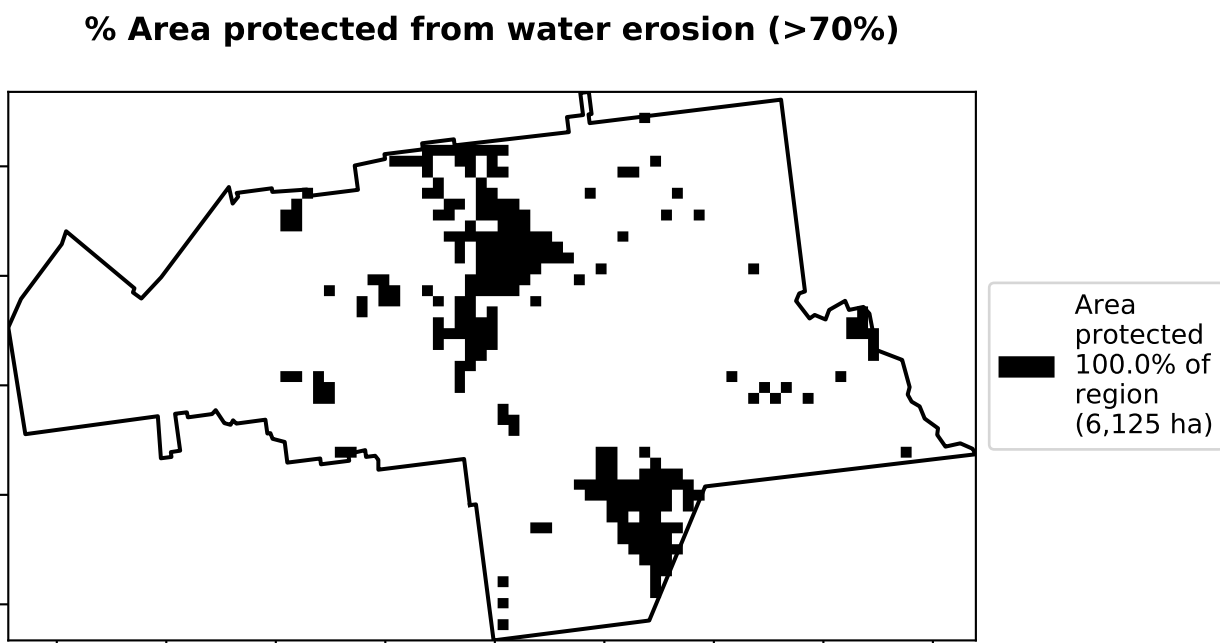 % Area protected from water erosion (>70%)
Area
protected
100.0% of
region
(6,125 ha)